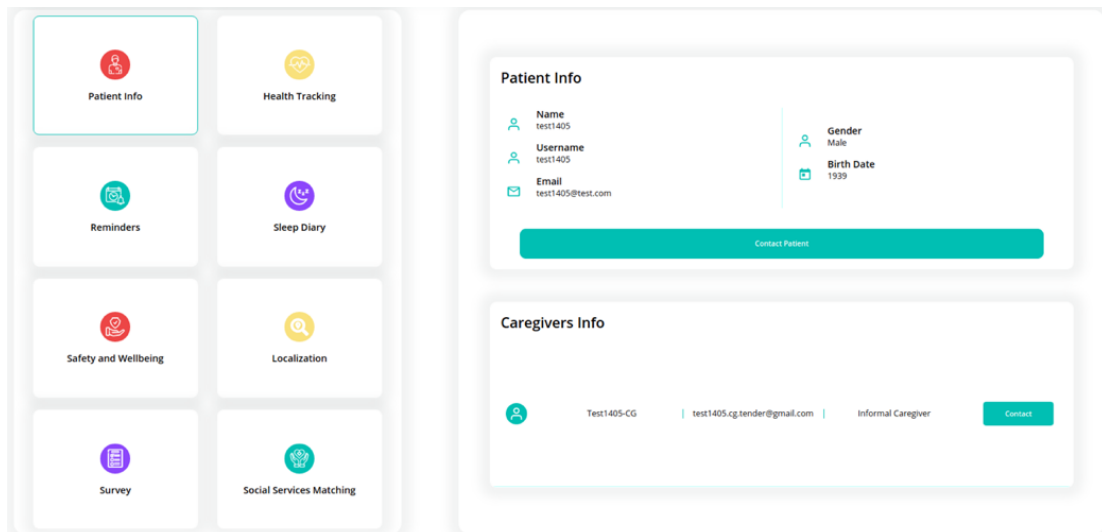 Patient Info
Health Tracking
Reminders
Sleep Diary
Safety and Wellbeing
Localization
Survey
Social Services Matching
Patient Info
Name
test1405
Username
test1405
Email
test1405@test.com
Gender
Male
Birth Date
1939
Contact Patient
Caregivers Info
Test1405-CG
test1405.cg.tender@gmail.com
Informal Caregiver
Contact